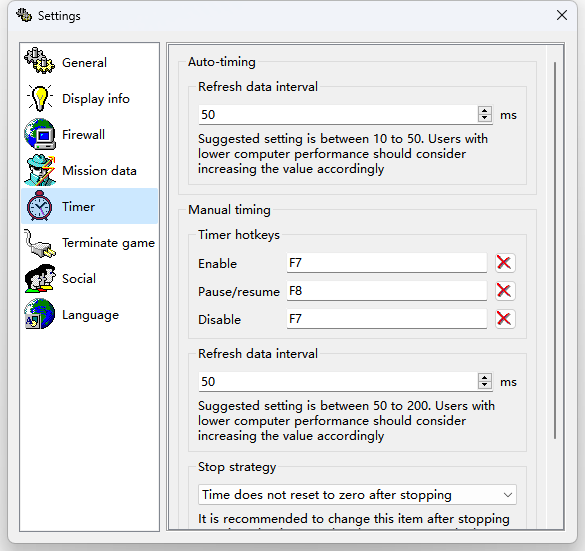 Settings
General
Display info
Firewall
Mission data
Timer
Terminate game
Social
Language
Auto-timing
Refresh data interval
50 ms
Suggested setting is between 10 to 50. Users with
lower computer performance should consider
increasing the value accordingly
Manual timing
Timer hotkeys
Enable F7
Pause/resume F8
Disable F7
Refresh data interval
50 ms
Suggested setting is between 50 to 200. Users with
lower computer performance should consider
increasing the value accordingly
Stop strategy
Time does not reset to zero after stopping
It is recommended to change this item after stopping